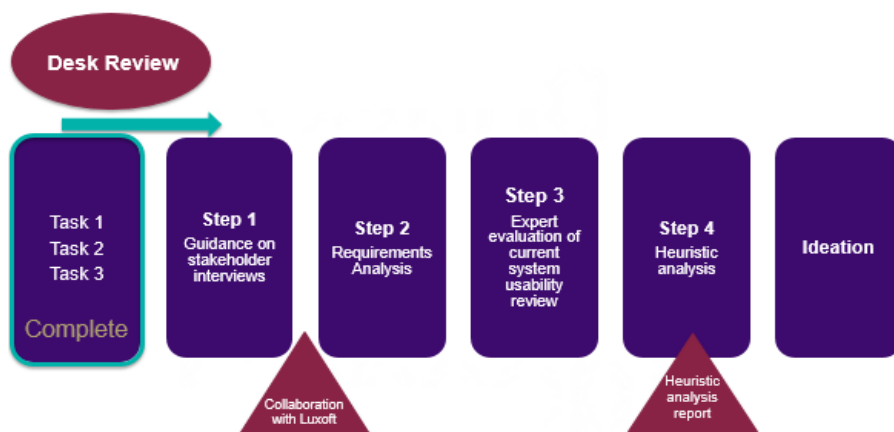 Desk Review
Task 1
Task 2
Task 3
Complete
Step 1
Guidance on
stakeholder
interviews
Step 2
Requirements
Analysis
Step 3
Expert
evaluation of
current
system
usability
review
Step 4
Heuristic
analysis
Ideation
Collaboration
with Luxoft
Heuristic
analysis
report